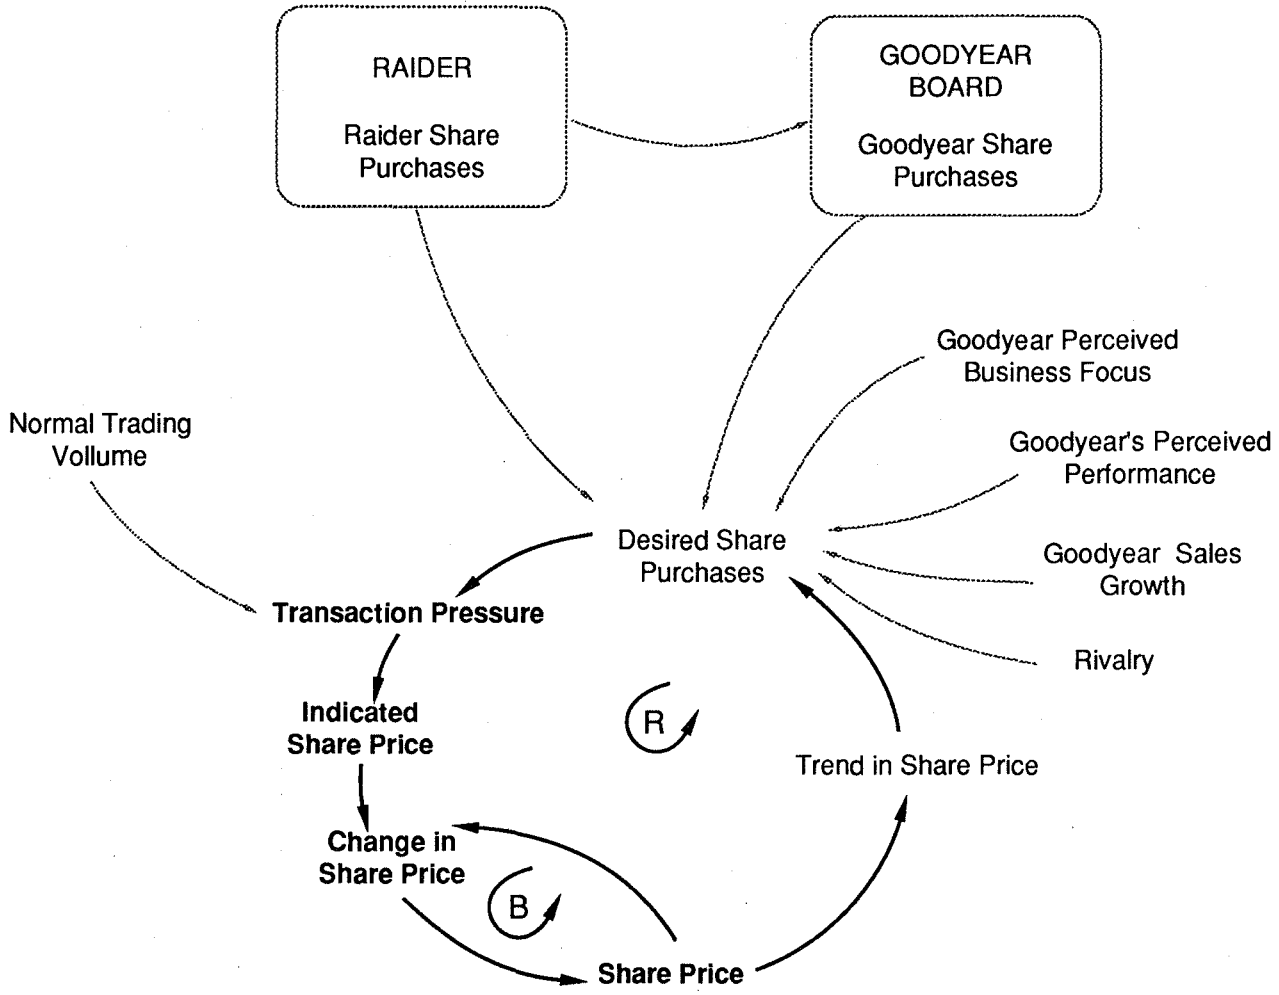 RAIDER
Raider Share
Purchases
GOODYEAR
BOARD
Goodyear Share
Purchases
Goodyear Perceived
Business Focus
Normal Trading
Vollume
Goodyear's Perceived
Performance
Desired Share
Purchases
Goodyear Sales
Growth
Transaction Pressure
Rivalry
Indicated
Share Price
R
Trend in Share Price
Change in
Share Price
B
Share Price